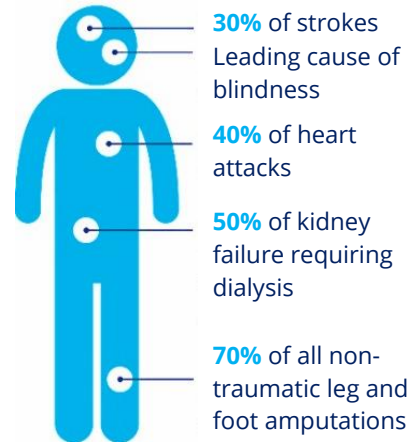 30% of strokes
Leading cause of
blindness
40% of heart
attacks
50% of kidney
failure requiring
dialysis
70% of all non-
traumatic leg and
foot amputations